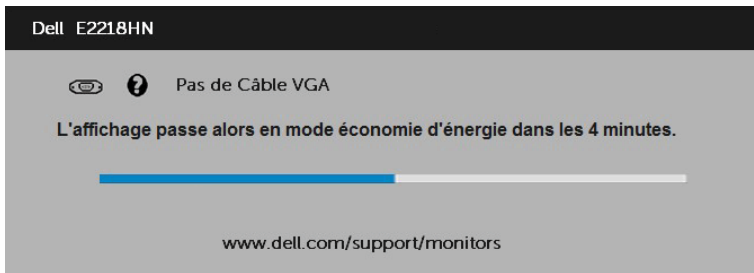 Dell E2218HN
Pas de Câble VGA
L'affichage passe alors en mode économie d'énergie dans les 4 minutes.
www.dell.com/support/monitors